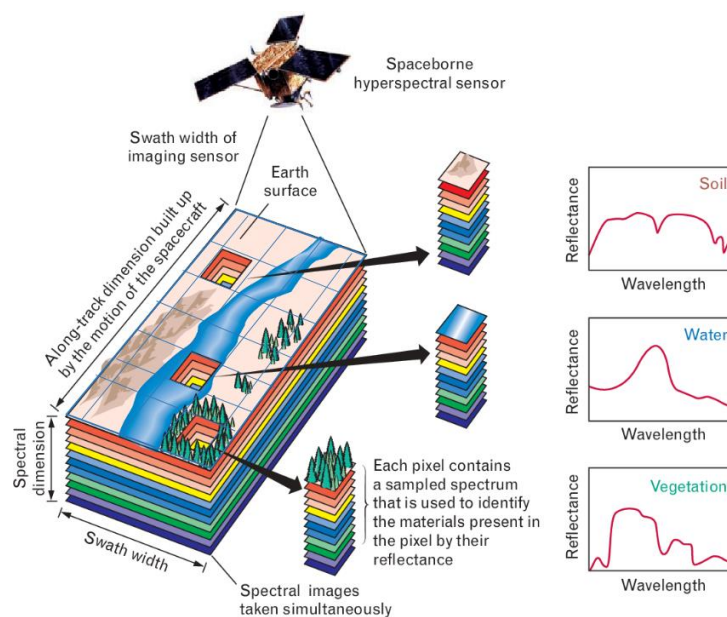 Spaceborne
hyperspectral sensor
Swath width of
imaging sensor
Earth
surface
Along-track dimension built up
by the motion of the spacecraft
Spectral
dimension
Swath width
Spectral images
taken simultaneously
Each pixel contains
a sampled spectrum
that is used to identify
the materials present in
the pixel by their
reflectance
Soil
Reflectance
Wavelength
Water
Reflectance
Wavelength
Vegetation
Reflectance
Wavelength